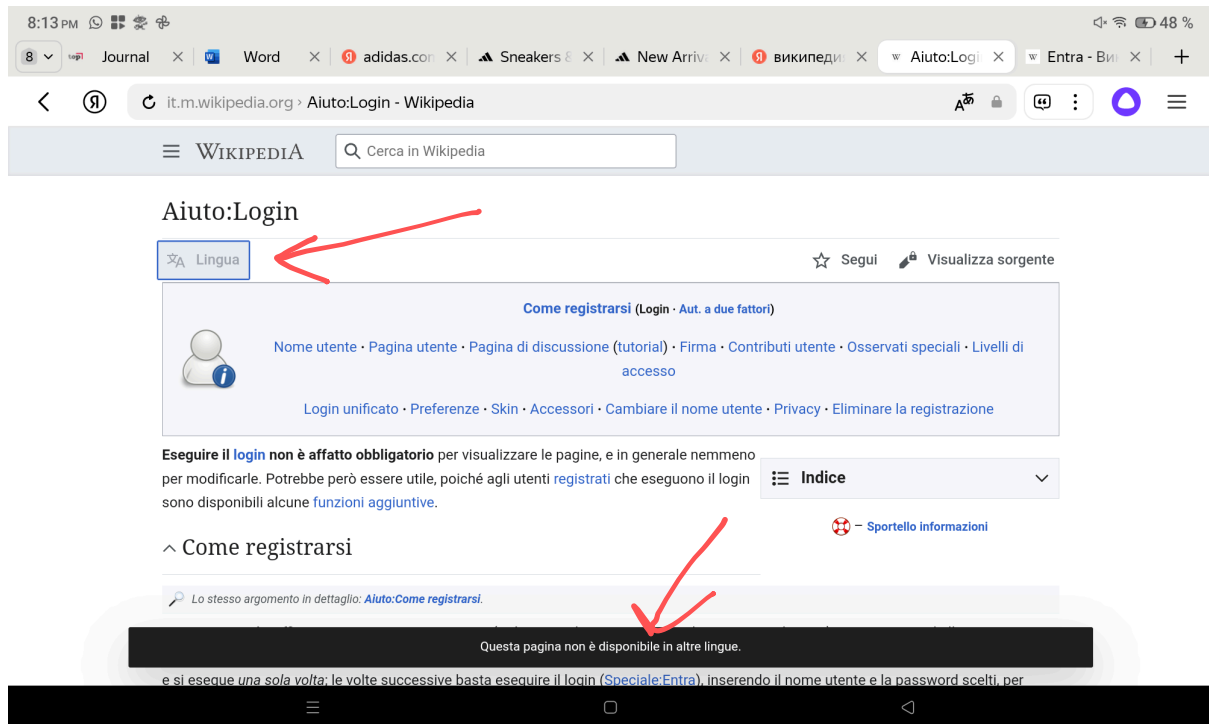 8:13 PM 48 %
8 Journal Word adidas.con Sneakers & New Arriva википеди Aiuto:Logi Entra - Ви
it.m.wikipedia.org › Aiuto:Login - Wikipedia
WIKIPEDIA Cerca in Wikipedia
Aiuto:Login
Lingua Segui Visualizza sorgente
Come registrarsi (Login · Aut. a due fattori)
Nome utente · Pagina utente · Pagina di discussione (tutorial) · Firma · Contributi utente · Osservati speciali · Livelli di
accesso
Login unificato · Preferenze · Skin · Accessori · Cambiare il nome utente · Privacy · Eliminare la registrazione
Eseguire il login non è affatto obbligatorio per visualizzare le pagine, e in generale nemmeno
per modificarle. Potrebbe però essere utile, poiché agli utenti registrati che eseguono il login
sono disponibili alcune funzioni aggiuntive.
Indice
– Sportello informazioni
Come registrarsi
Lo stesso argomento in dettaglio: Aiuto:Come registrarsi.
Questa pagina non è disponibile in altre lingue.
e si esegue una sola volta; le volte successive basta eseguire il login (Speciale:Entra), inserendo il nome utente e la password scelti, per